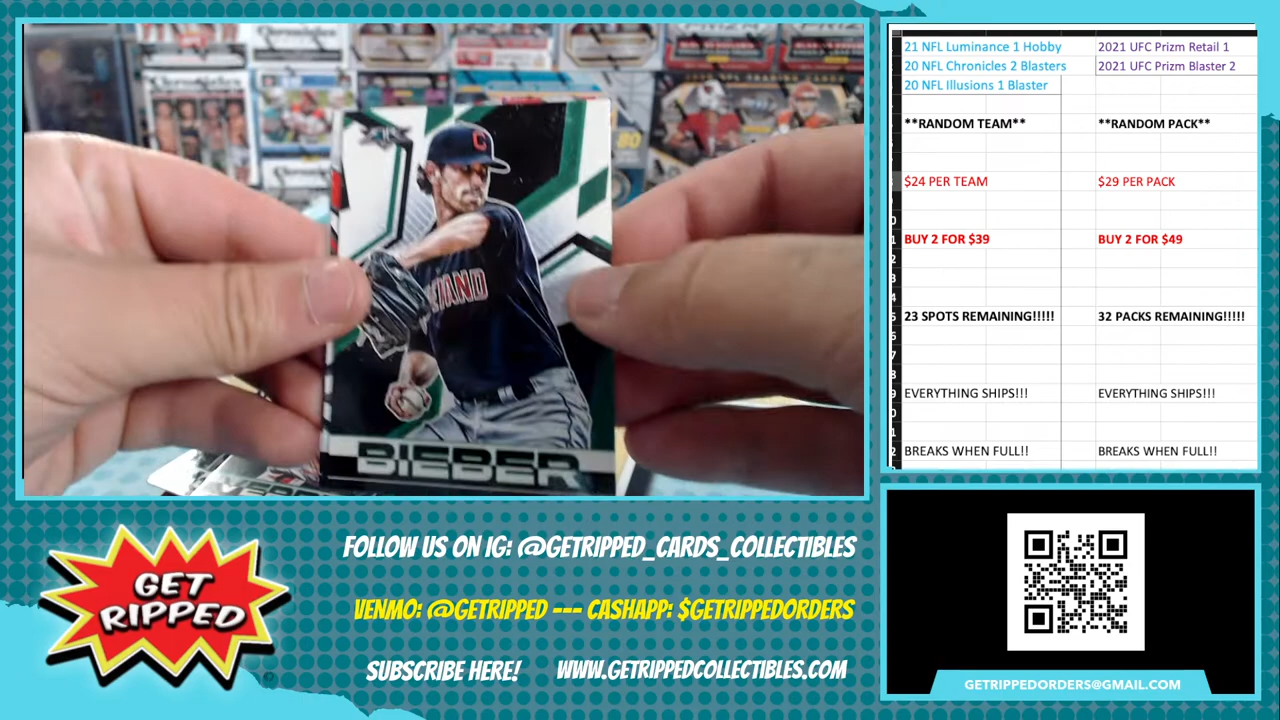 21 NFL Luminance 1 Hobby
2021 UFC Prizm Retail 1
20 NFL Chronicles 2 Blasters
2021 UFC Prizm Blaster 2
20 NFL Illusions 1 Blaster
**RANDOM TEAM**
**RANDOM PACK**
$24 PER TEAM
$29 PER PACK
BUY 2 FOR $39
BUY 2 FOR $49
23 SPOTS REMAINING!!!!!
32 PACKS REMAINING!!!!!
EVERYTHING SHIPS!!!
EVERYTHING SHIPS!!!
BREAKS WHEN FULL!!
BREAKS WHEN FULL!!
BIEBER
GET
RIPPED
FOLLOW US ON IG: @GETRIPPED_CARDS_COLLECTIBLES
VENMO: @GETRIPPED --- CASHAPP: $GETRIPPEDORDERS
SUBSCRIBE HERE!
WWW.GETRIPPEDCOLLECTIBLES.COM
GETRIPPEDORDERS@GMAIL.COM